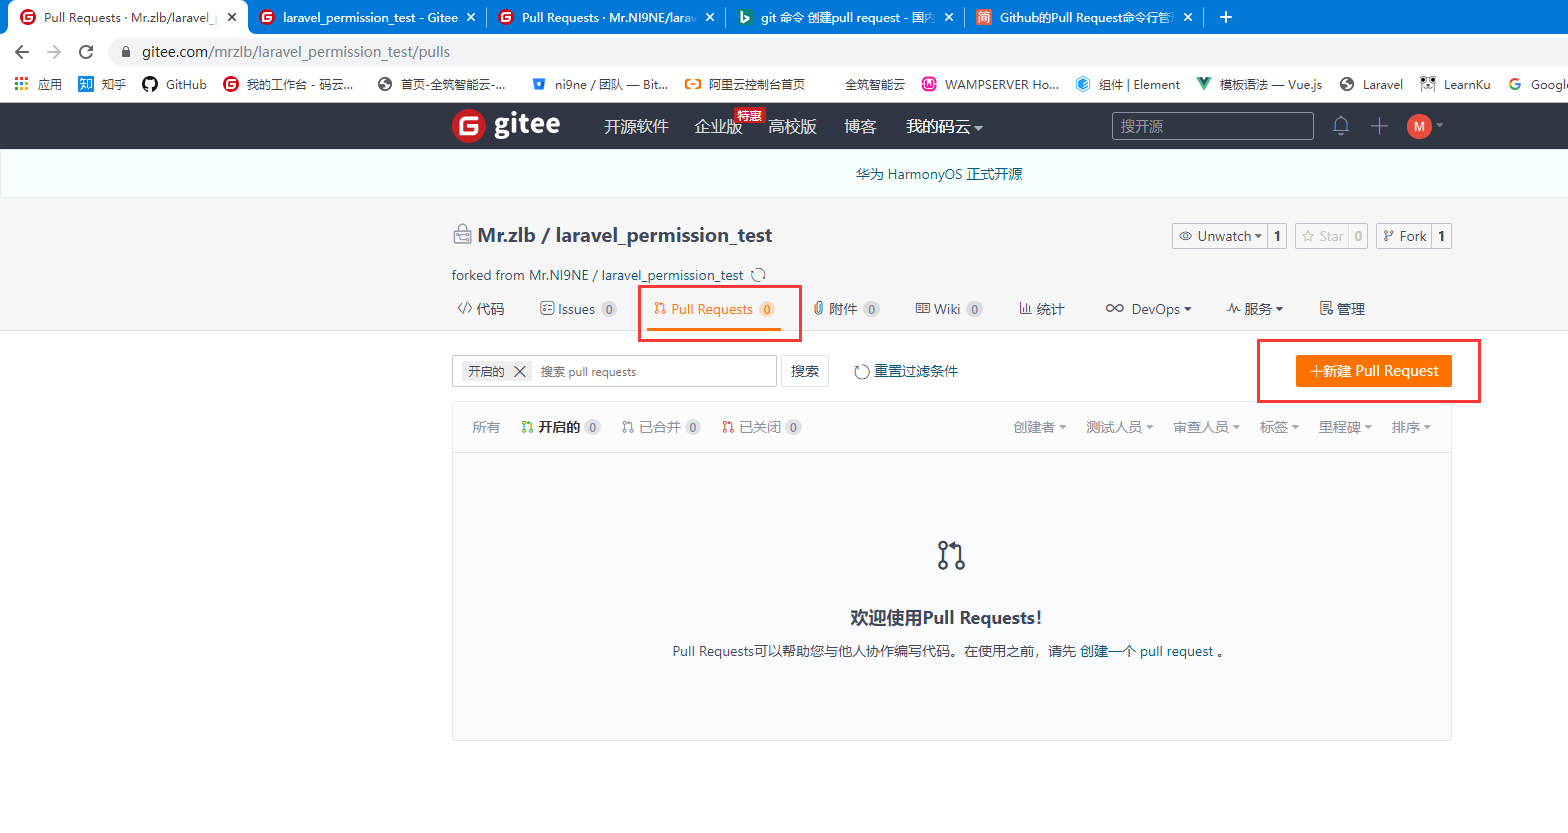 Pull Requests · Mr.zlb/laravel_p
laravel_permission_test - Gitee
Pull Requests · Mr.NI9NE/larav
git 命令 创建pull request - 国内
Github的Pull Request命令行管理
gitee.com/mrzlb/laravel_permission_test/pulls
应用
知 知乎
GitHub
我的工作台 - 码云...
首页-全筑智能云-...
ni9ne / 团队 — Bit...
阿里云控制台首页
全筑智能云
WAMPSERVER Ho...
组件 | Element
模板语法 — Vue.js
Laravel
LearnKu
Google
gitee
开源软件
企业版
特惠
高校版
博客
我的码云
搜开源
M
华为 HarmonyOS 正式开源
Mr.zlb / laravel_permission_test
Unwatch 1
Star 0
Fork 1
forked from Mr.NI9NE / laravel_permission_test
代码
Issues 0
Pull Requests 0
附件 0
Wiki 0
统计
DevOps
服务
管理
开启的
搜索 pull requests
搜索
重置过滤条件
+新建 Pull Request
所有
开启的 0
已合并 0
已关闭 0
创建者
测试人员
审查人员
标签
里程碑
排序
欢迎使用Pull Requests!
Pull Requests可以帮助您与他人协作编写代码。在使用之前，请先 创建一个 pull request 。